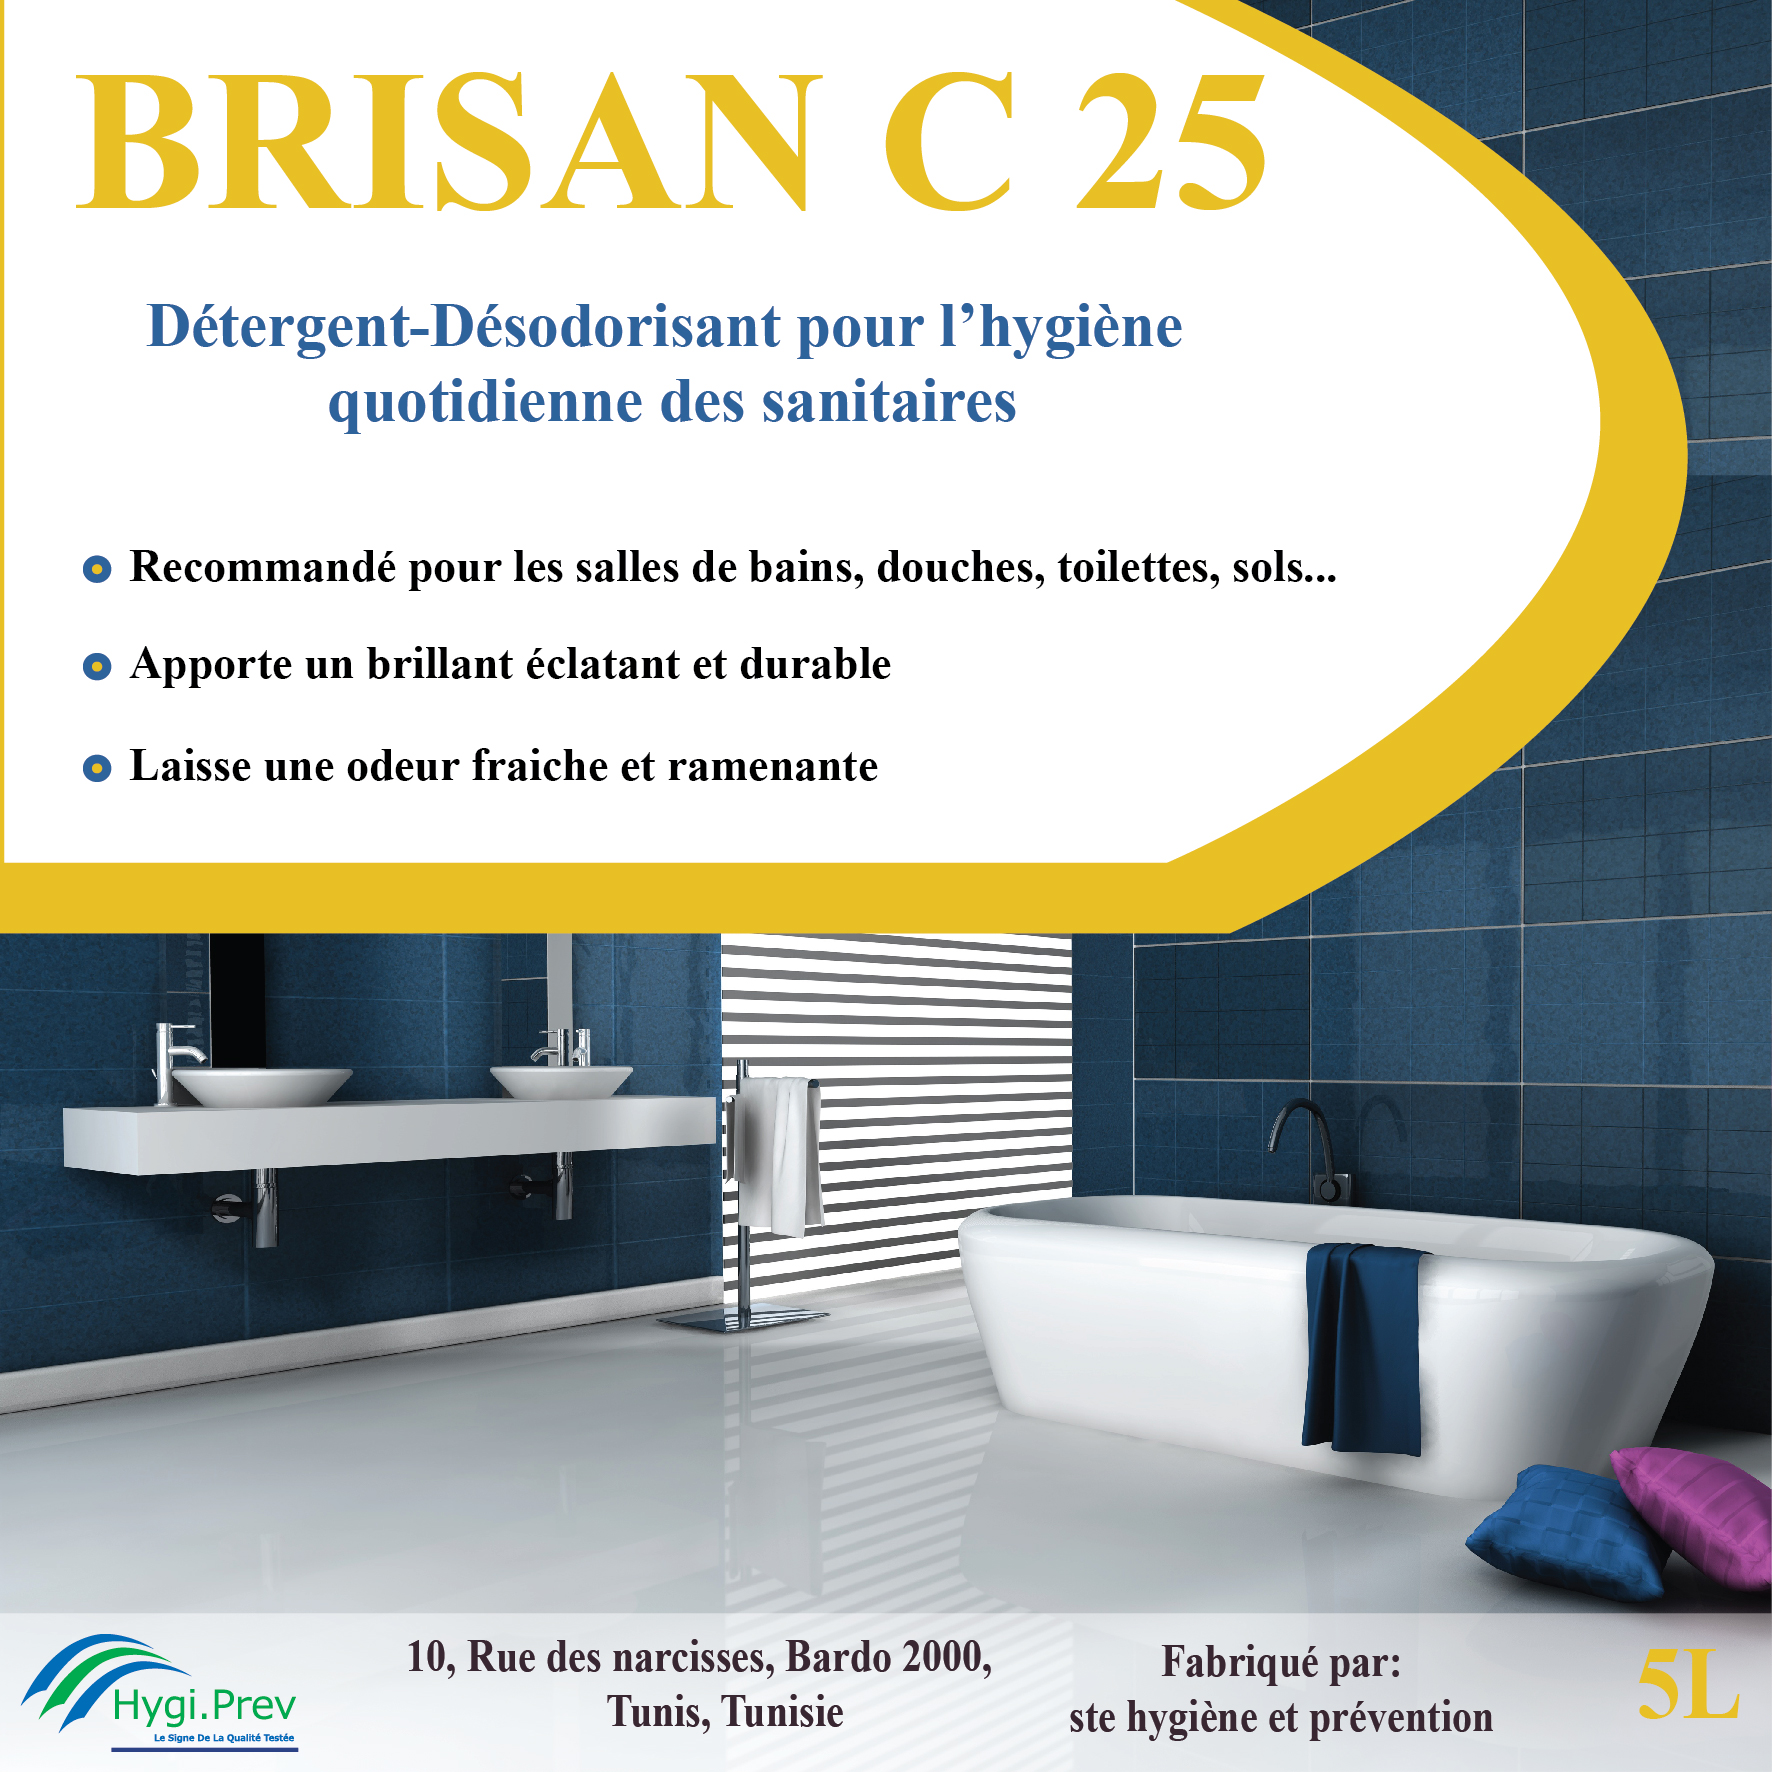 BRISAN C 25
Détergent-Désodorisant pour l’hygiène
quotidienne des sanitaires
Recommandé pour les salles de bains, douches, toilettes, sols...
Apporte un brillant éclatant et durable
Laisse une odeur fraiche et ramenante
Hygi.Prev
Le Signe De La Qualité Testée
10, Rue des narcisses, Bardo 2000,
Tunis, Tunisie
Fabriqué par:
ste hygiène et prévention
5L